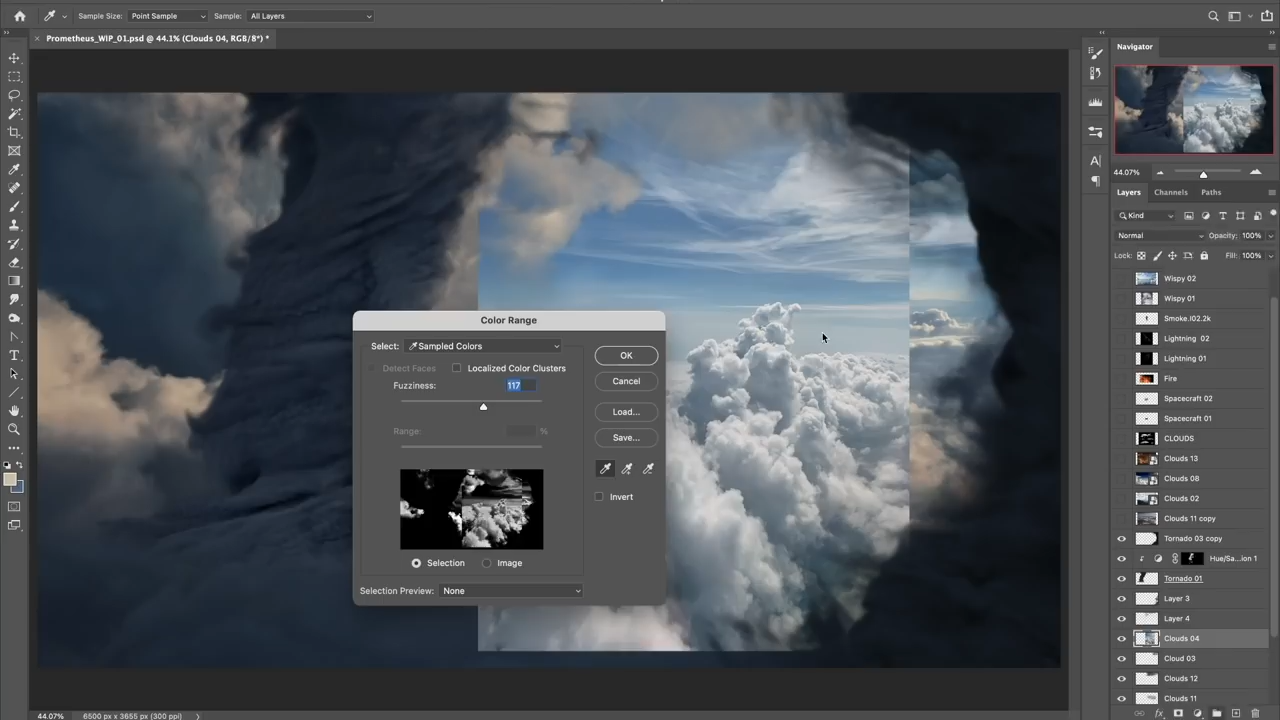 Sample Size: Point Sample Sample: All Layers
Prometheus_WIP_01.psd @ 44.1% (Clouds 04, RGB/8*) *
Navigator
44.07%
Layers Channels Paths
Kind
Normal Opacity: 100%
Lock: Fill: 100%
Wispy 02
Wispy 01
Smoke.I02.2k
Lightning 02
Lightning 01
Fire
Spacecraft 02
Spacecraft 01
CLOUDS
Clouds 13
Clouds 08
Clouds 02
Clouds 11 copy
Tornado 03 copy
Hue/Sa...ion 1
Tornado 01
Layer 3
Layer 4
Clouds 04
Cloud 03
Clouds 12
Clouds 11
Color Range
Select: Sampled Colors
Detect Faces Localized Color Clusters
Fuzziness: 117
Range: %
Selection Image
Selection Preview: None
OK
Cancel
Load...
Save...
Invert
44.07% 6500 px x 3655 px (300 ppi)